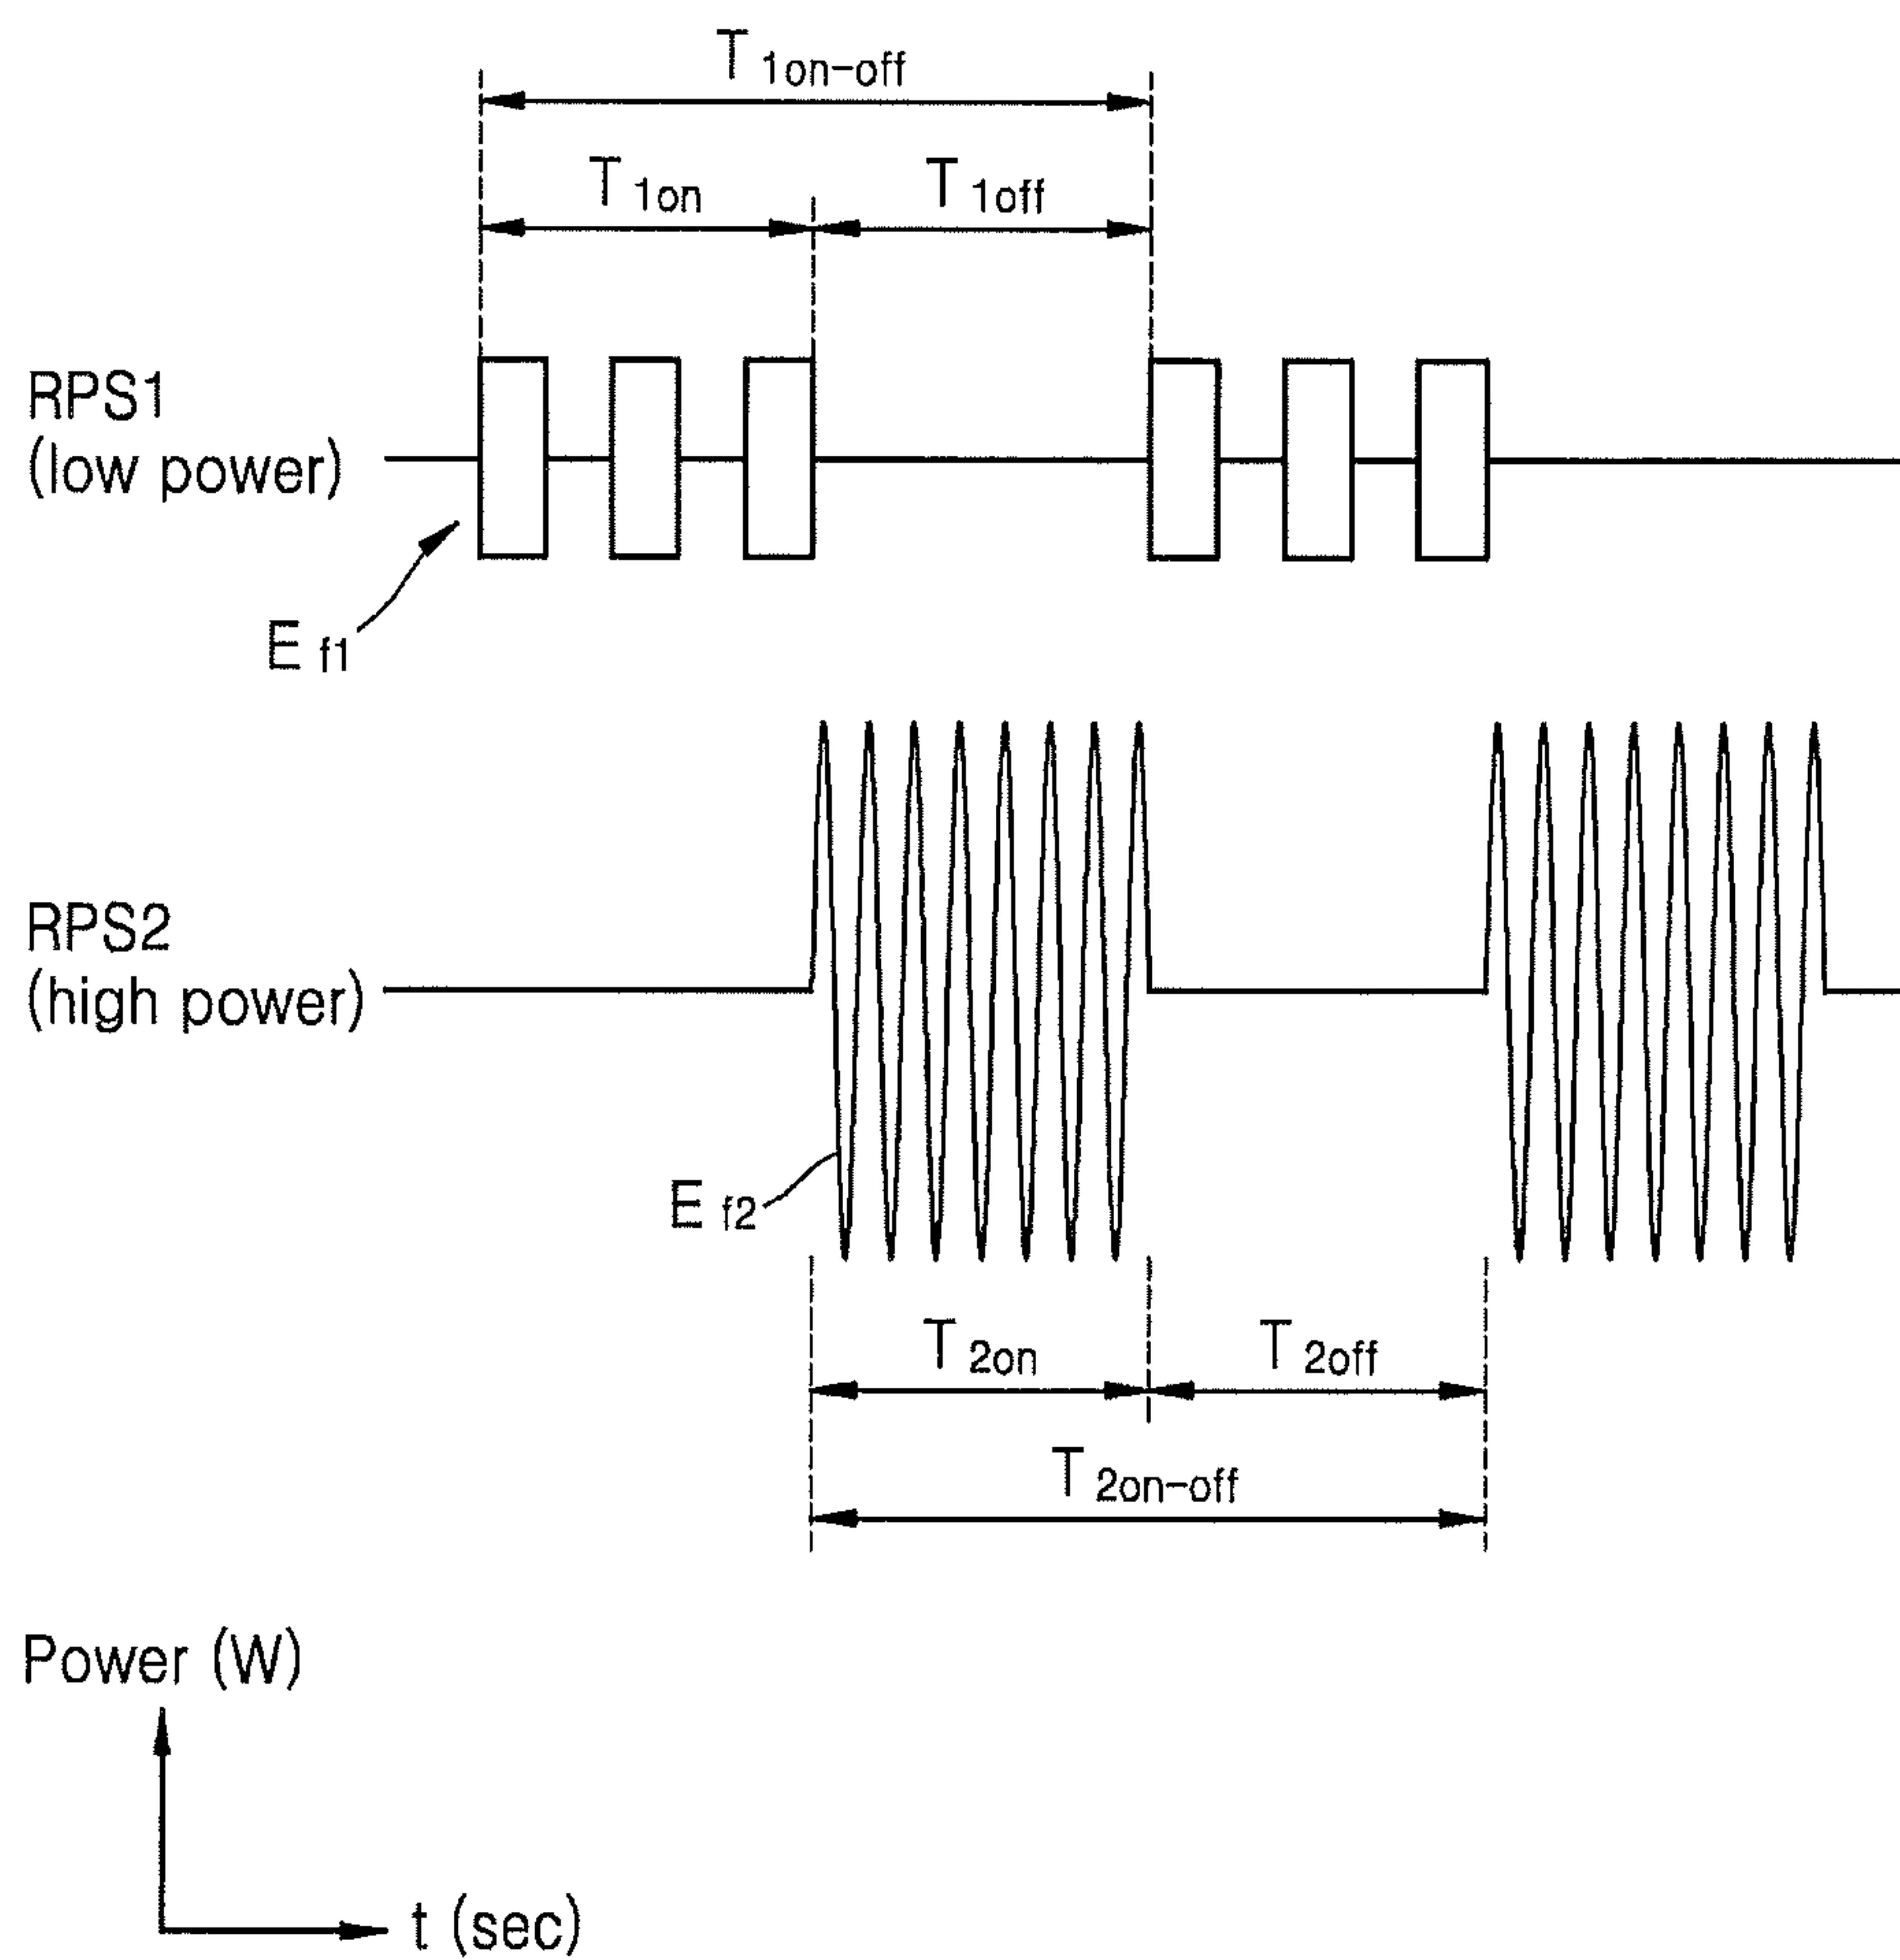 T 1on-off
T 1on
T 1off
RPS1
(low power)
E f1
RPS2
(high power)
E f2
T 2on
T 2off
T 2on-off
Power (W)
t (sec)